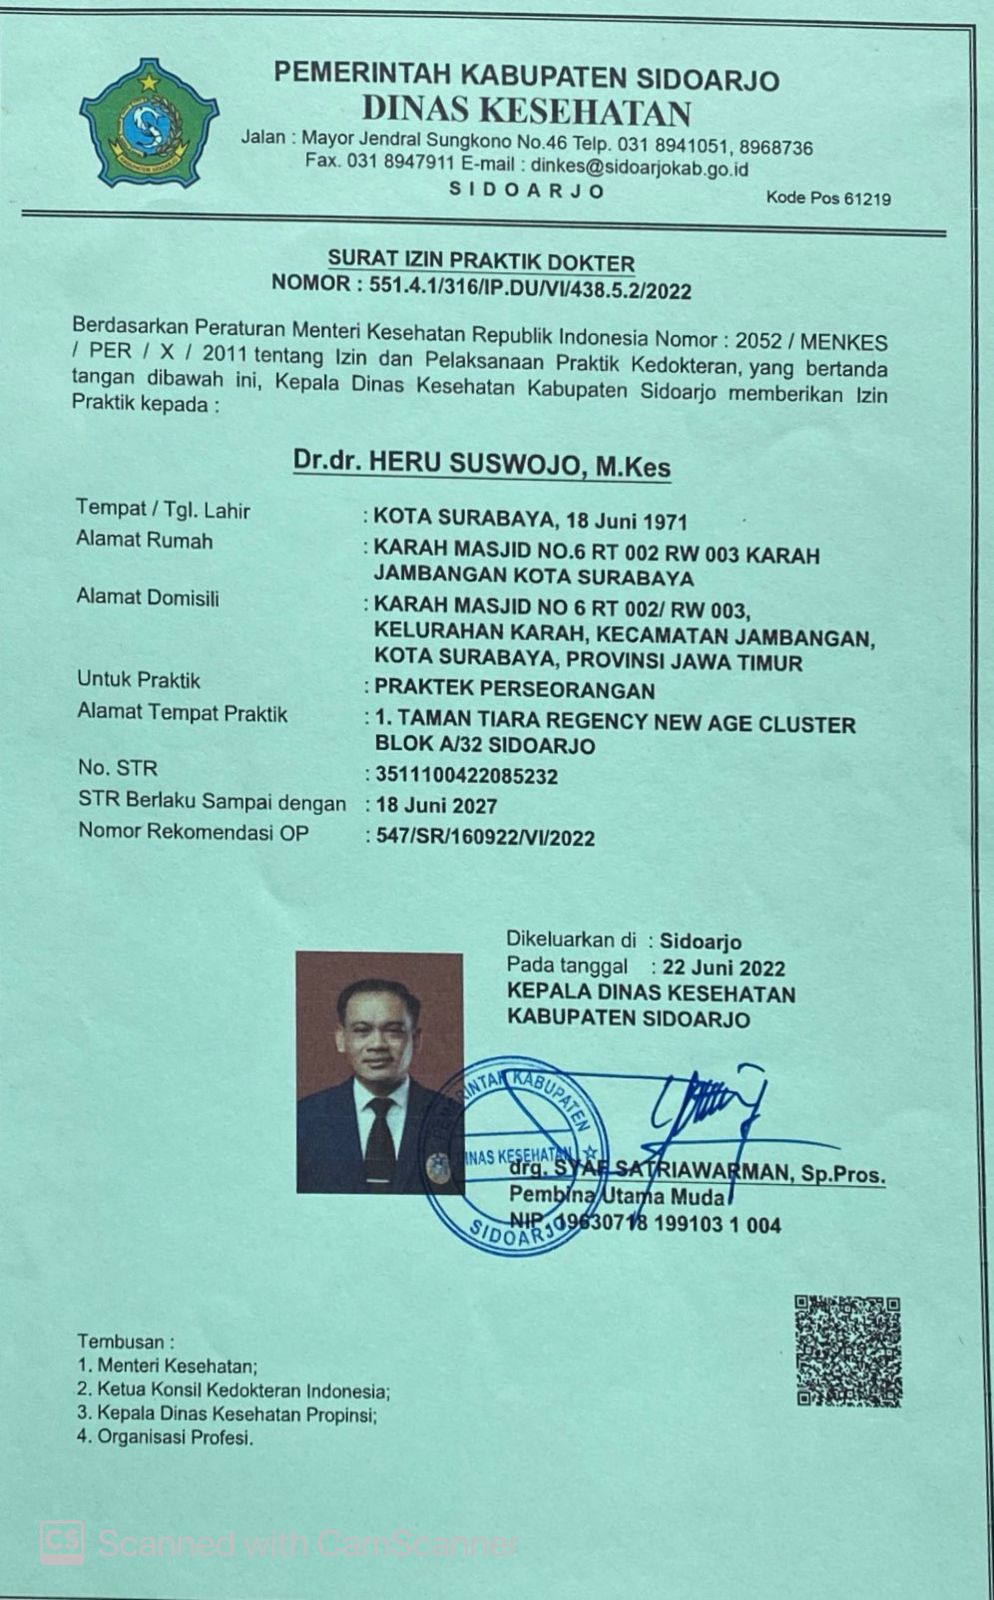 PEMERINTAH KABUPATEN SIDOARJO
DINAS KESEHATAN
Jalan : Mayor Jendral Sungkono No.46 Telp. 031 8941051, 8968736
Fax. 031 8947911 E-mail : dinkes@sidoarjokab.go.id
SIDOARJO
Kode Pos 61219
SURAT IZIN PRAKTIK DOKTER
NOMOR : 551.4.1/316/IP.DU/VI/438.5.2/2022
Berdasarkan Peraturan Menteri Kesehatan Republik Indonesia Nomor : 2052 / MENKES
/ PER / X / 2011 tentang Izin dan Pelaksanaan Praktik Kedokteran, yang bertanda
tangan dibawah ini, Kepala Dinas Kesehatan Kabupaten Sidoarjo memberikan Izin
Praktik kepada :
Dr.dr. HERU SUSWOJO, M.Kes
Tempat / Tgl. Lahir : KOTA SURABAYA, 18 Juni 1971
Alamat Rumah : KARAH MASJID NO.6 RT 002 RW 003 KARAH
JAMBANGAN KOTA SURABAYA
Alamat Domisili : KARAH MASJID NO 6 RT 002/ RW 003,
KELURAHAN KARAH, KECAMATAN JAMBANGAN,
KOTA SURABAYA, PROVINSI JAWA TIMUR
Untuk Praktik : PRAKTEK PERSEORANGAN
Alamat Tempat Praktik : 1. TAMAN TIARA REGENCY NEW AGE CLUSTER
BLOK A/32 SIDOARJO
No. STR : 3511100422085232
STR Berlaku Sampai dengan : 18 Juni 2027
Nomor Rekomendasi OP : 547/SR/160922/VI/2022
Dikeluarkan di : Sidoarjo
Pada tanggal : 22 Juni 2022
KEPALA DINAS KESEHATAN
KABUPATEN SIDOARJO
PEMERINTAH KABUPATEN
DINAS KESEHATAN
SIDOARJO
drg. SYAF SATRIAWARMAN, Sp.Pros.
Pembina Utama Muda
NIP. 19630718 199103 1 004
Tembusan :
1. Menteri Kesehatan;
2. Ketua Konsil Kedokteran Indonesia;
3. Kepala Dinas Kesehatan Propinsi;
4. Organisasi Profesi.
CS Scanned with CamScanner